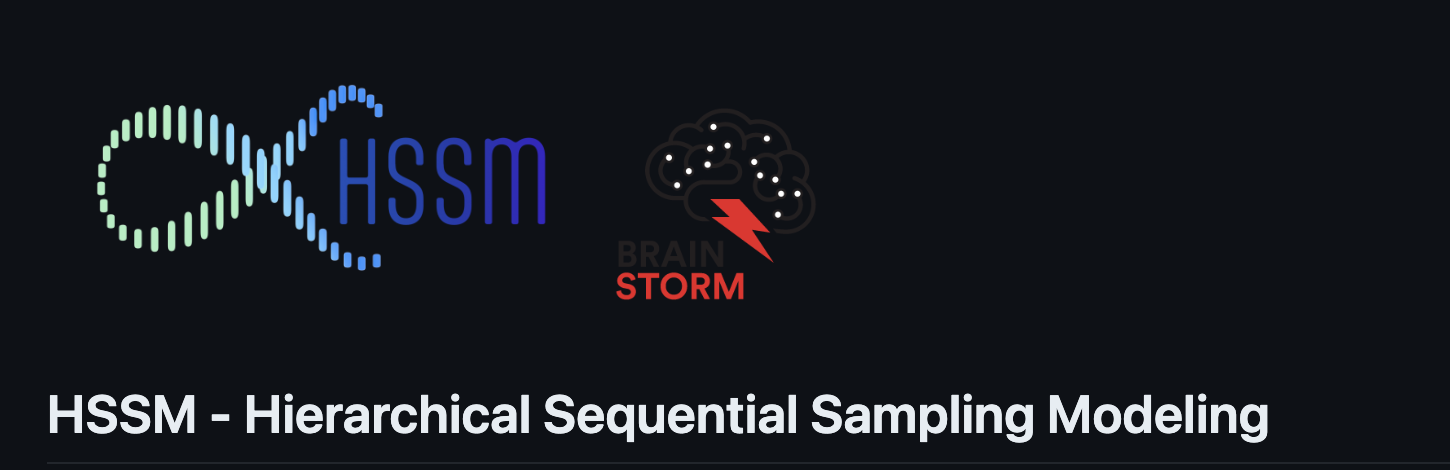 HSSM
BRAIN
STORM
HSSM - Hierarchical Sequential Sampling Modeling